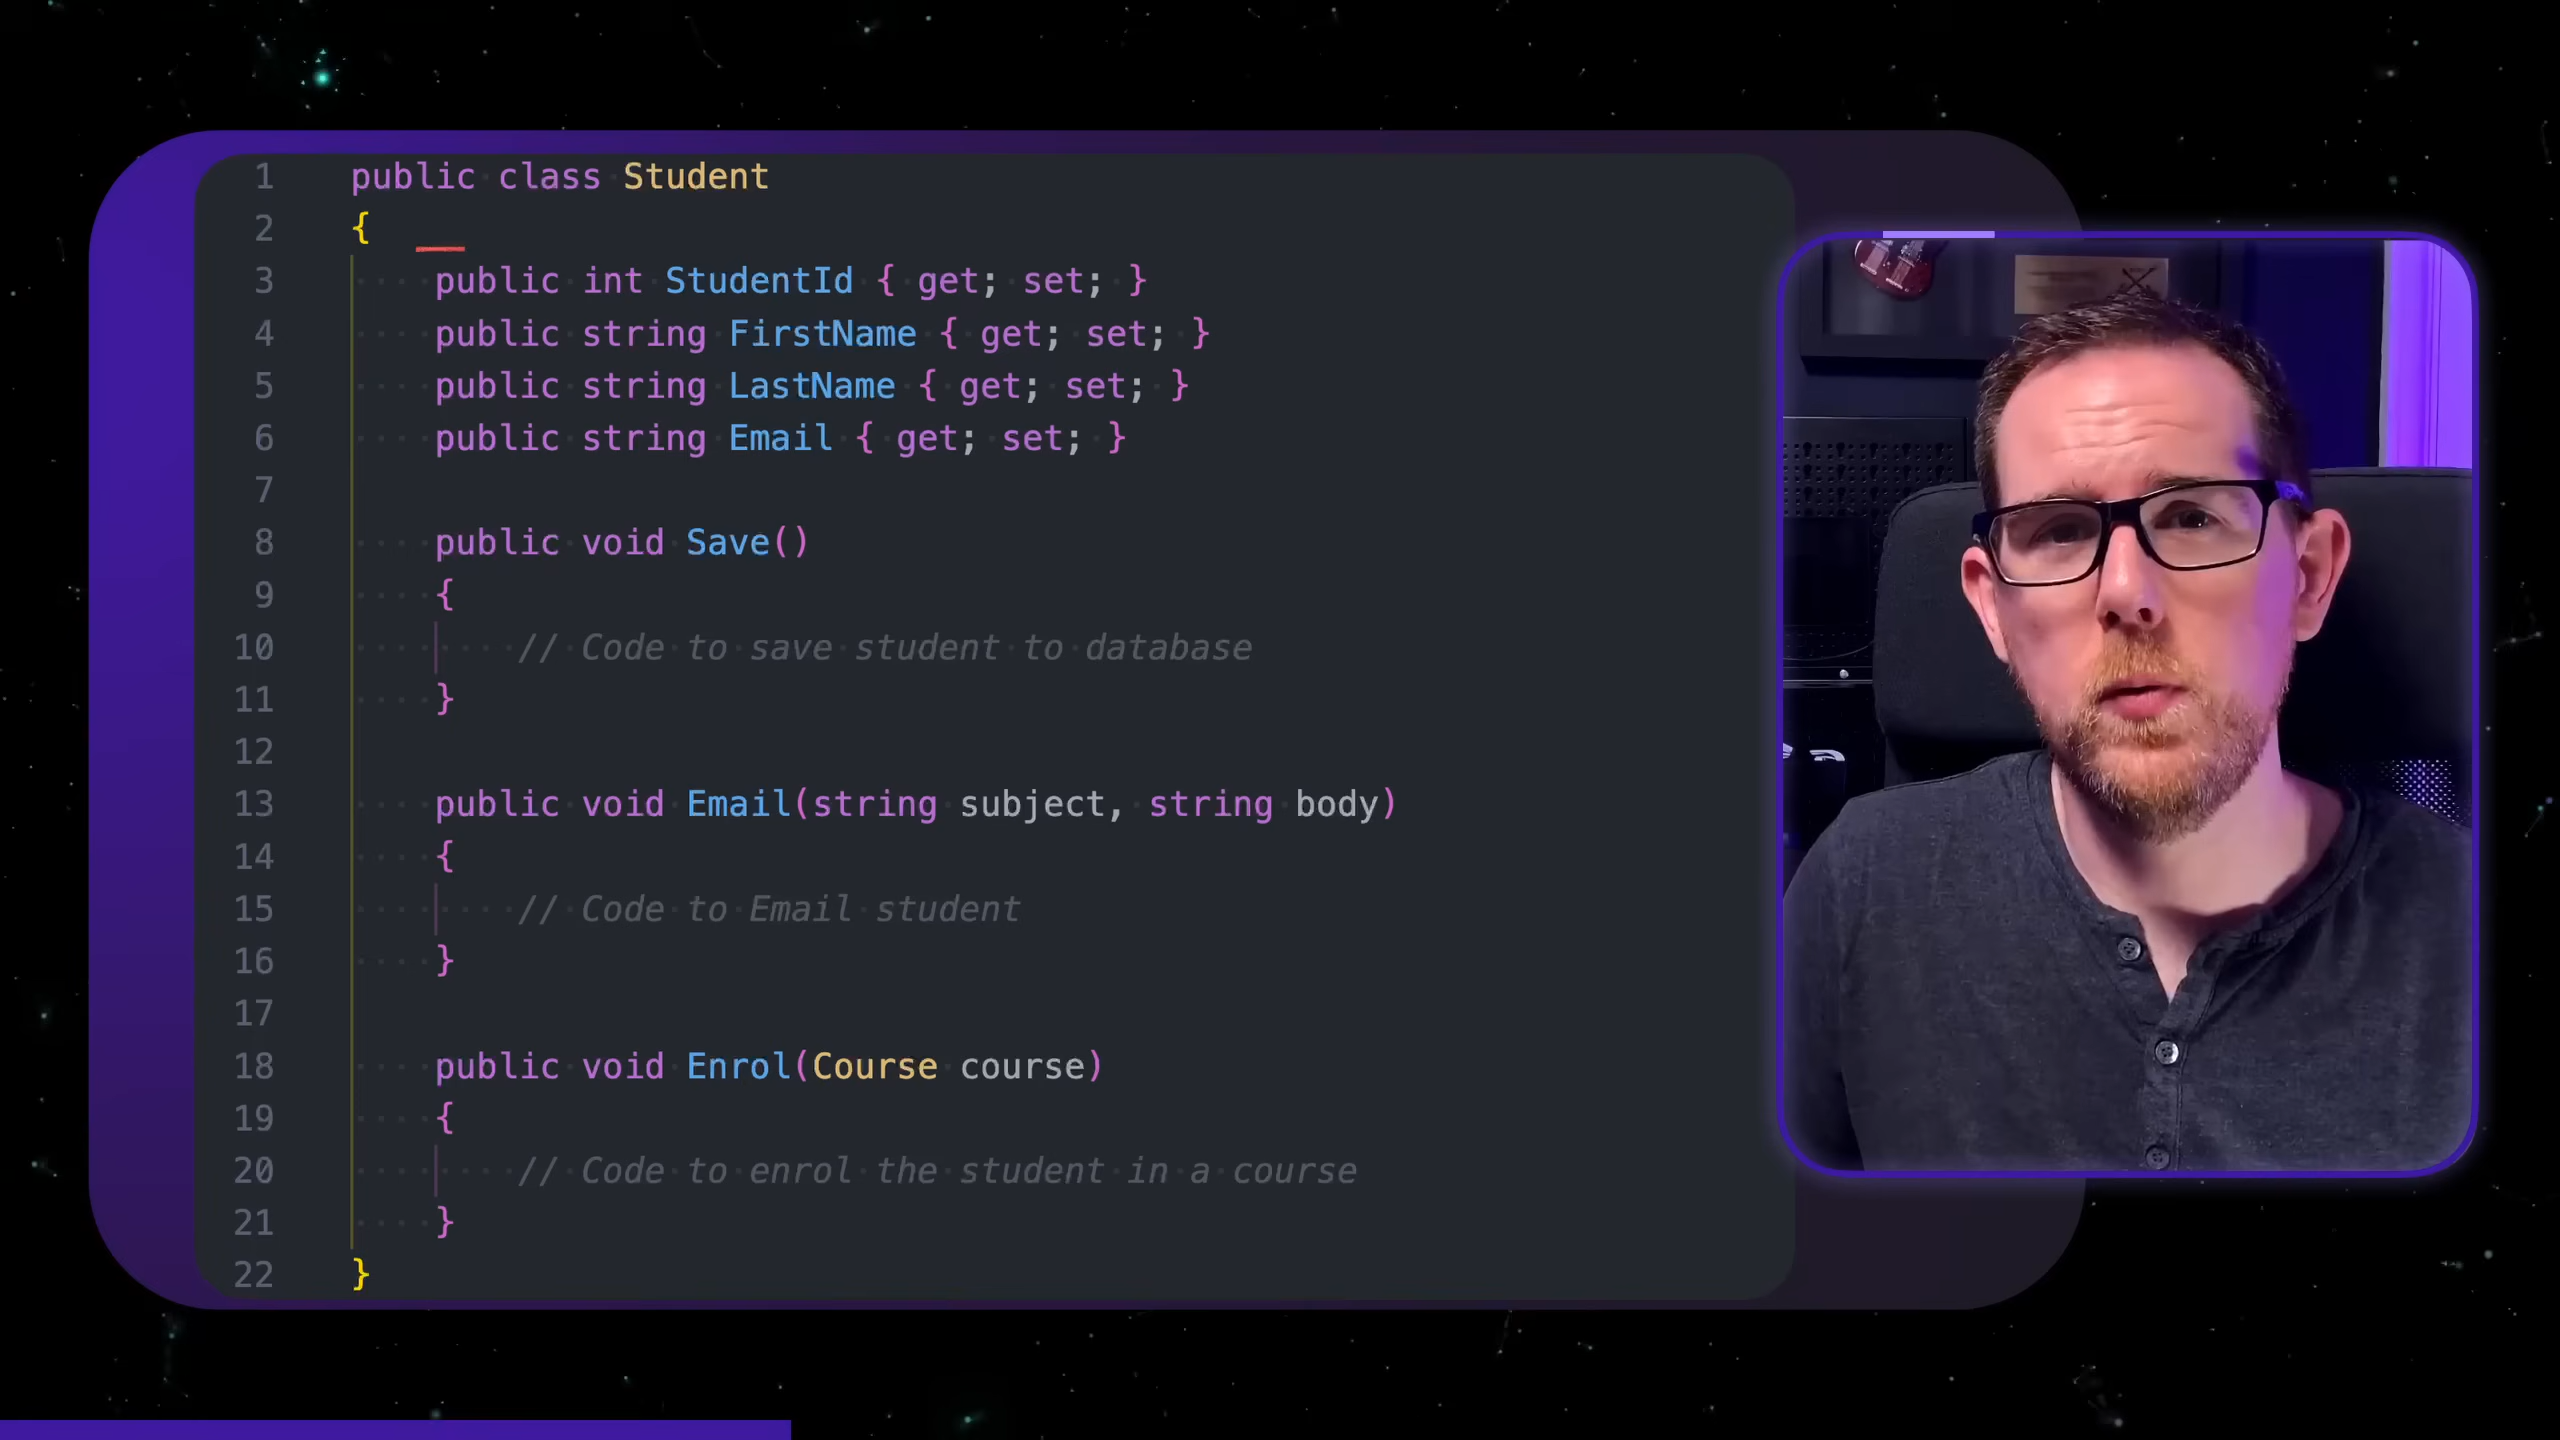 1 public class Student
2 {
3 public int StudentId { get; set; }
4 public string FirstName { get; set; }
5 public string LastName { get; set; }
6 public string Email { get; set; }
7
8 public void Save()
9 {
10 // Code to save student to database
11 }
12
13 public void Email(string subject, string body)
14 {
15 // Code to Email student
16 }
17
18 public void Enrol(Course course)
19 {
20 // Code to enrol the student in a course
21 }
22 }